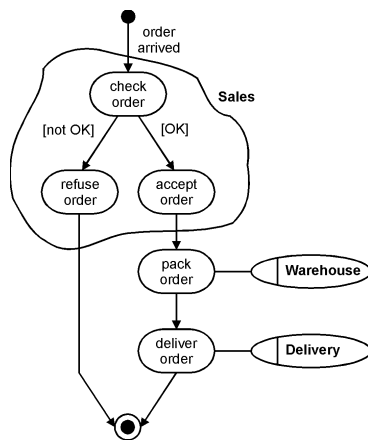 order
arrived
check
order
Sales
[not OK]
[OK]
refuse
order
accept
order
pack
order
Warehouse
deliver
order
Delivery